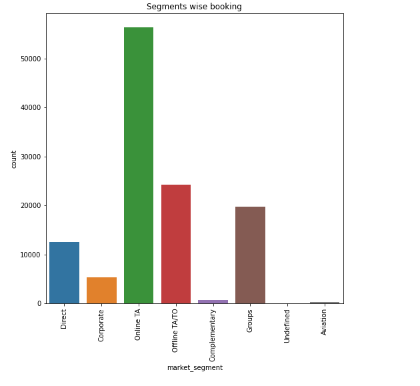 Segments wise booking
50000
40000
30000
20000
10000
0
count
Direct
Corporate
Online TA
Offline TA/TO
Complementary
Groups
Undefined
Aviation
market_segment